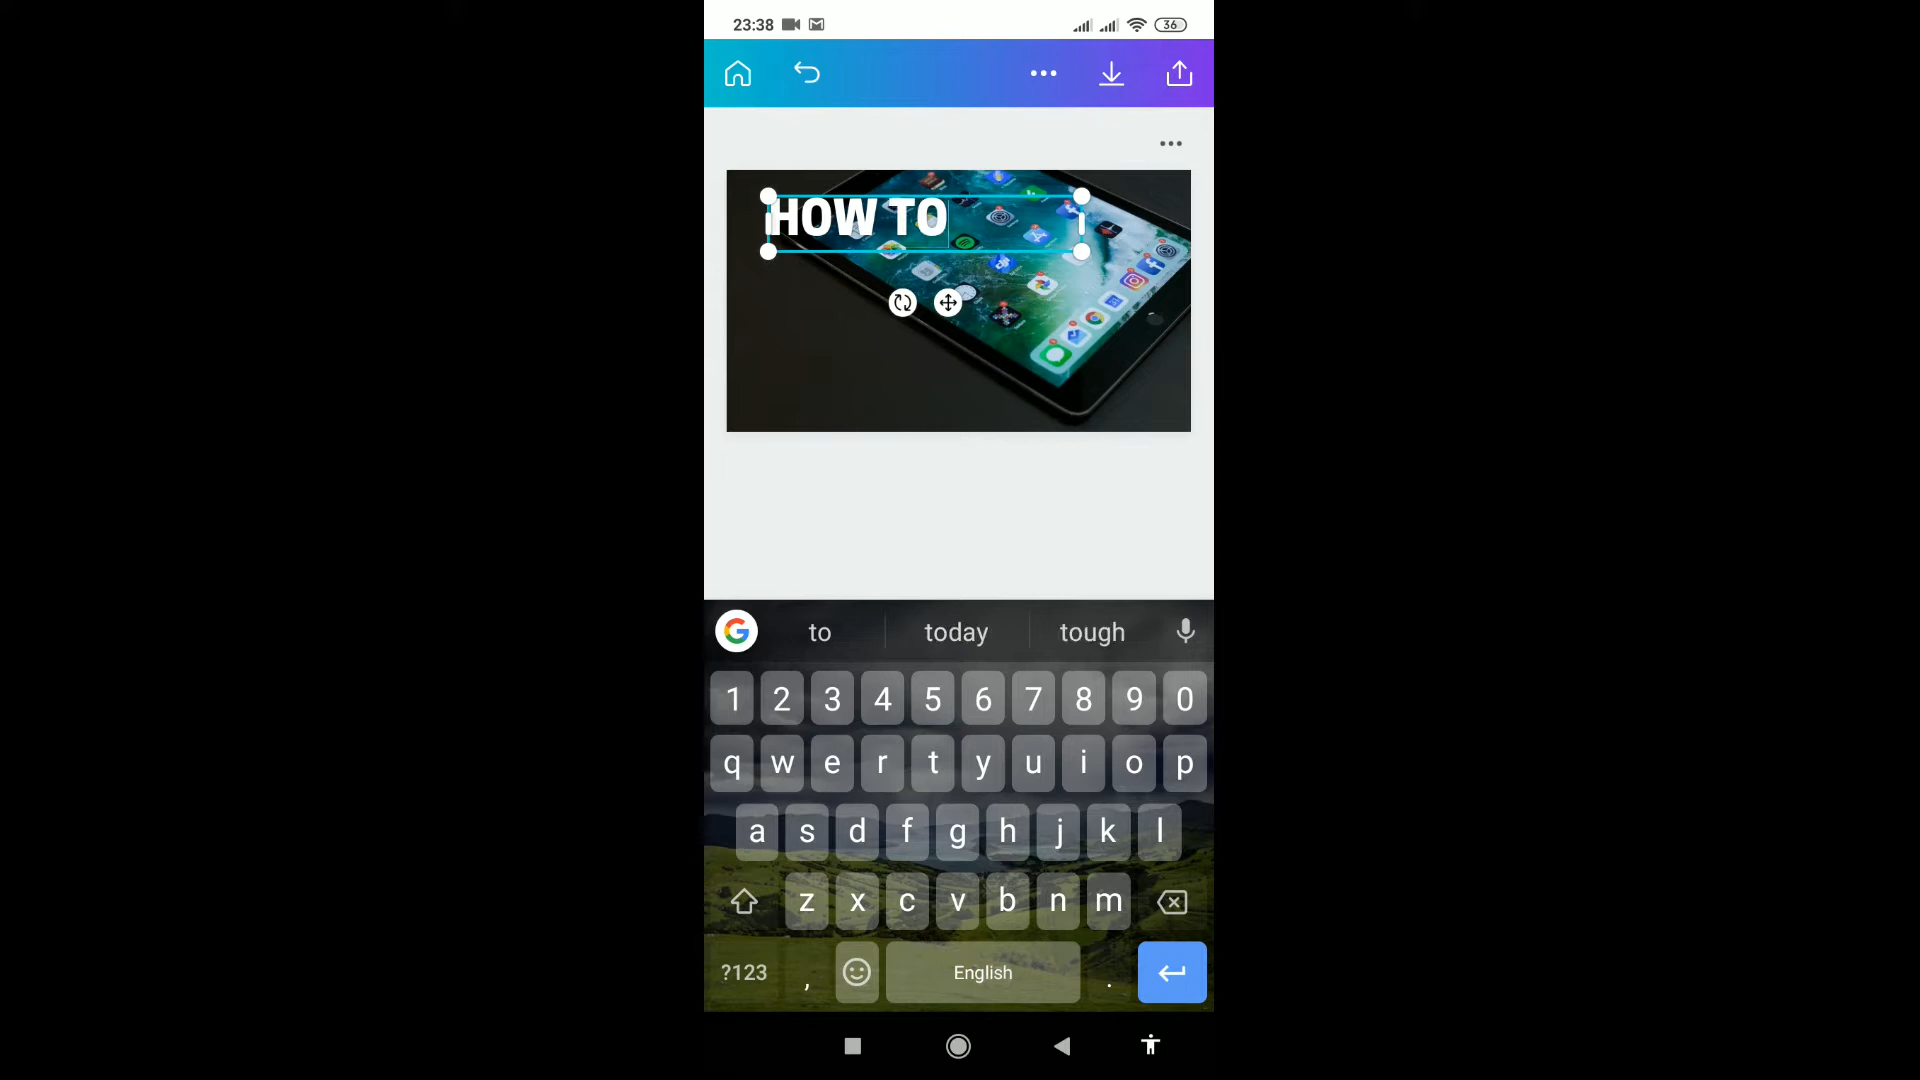 23:38
36
HOW TO
to today tough
1 2 3 4 5 6 7 8 9 0
q w e r t y u i o p
a s d f g h j k l
z x c v b n m
?123 , English .